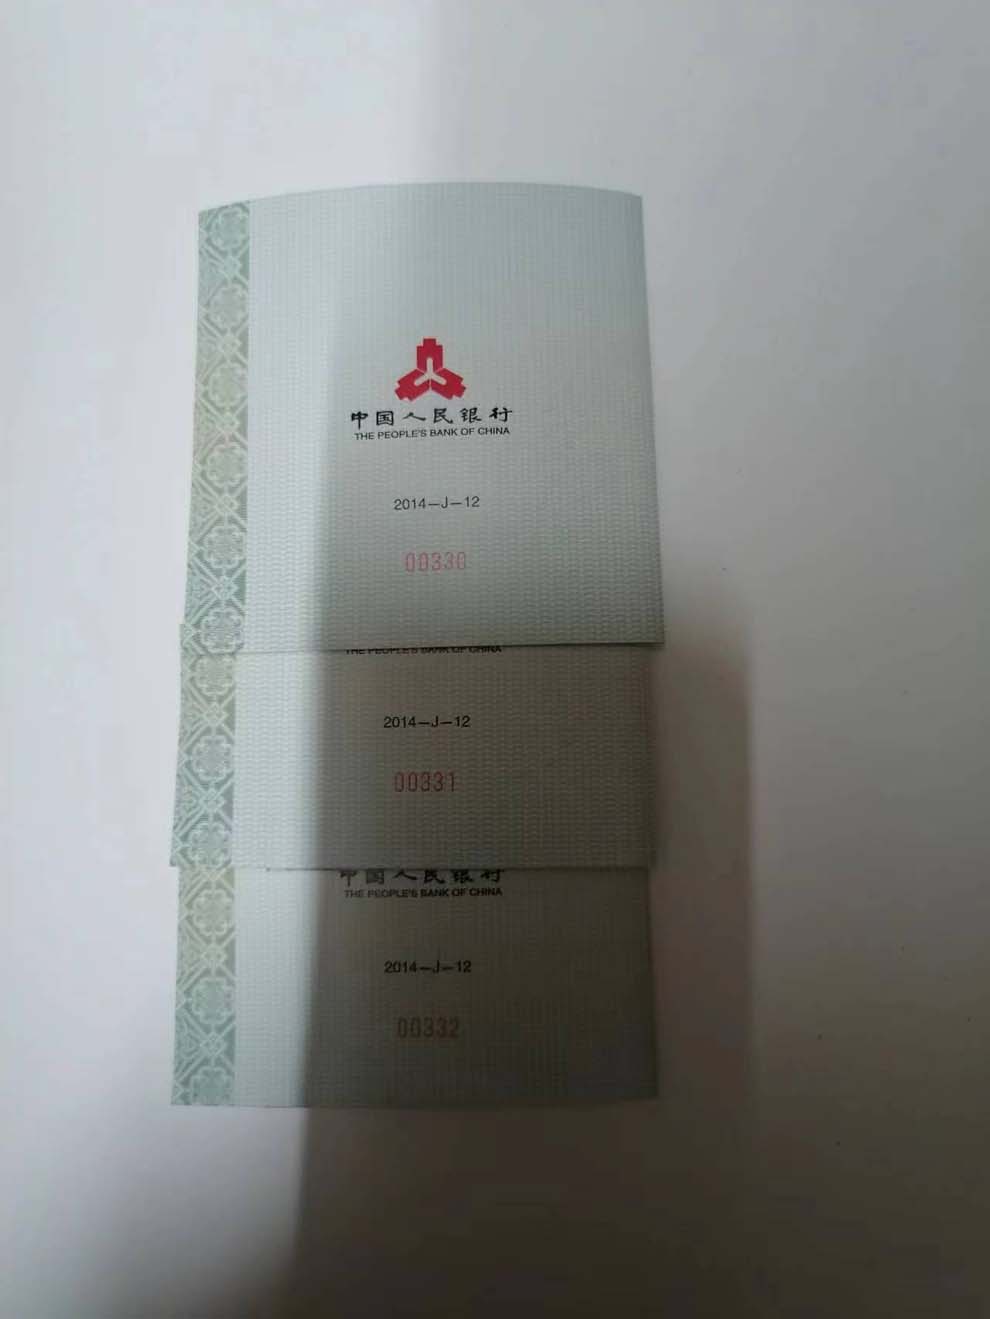 中国人民银行
THE PEOPLE'S BANK OF CHINA
2014-J-12
00330
THE PEOPLE'S BANK OF CHINA
2014-J-12
00331
中国人民银行
THE PEOPLE'S BANK OF CHINA
2014-J-12
00332